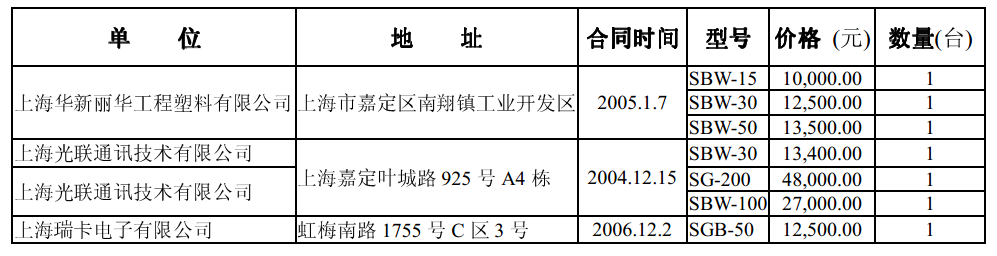 单 位 地 址 合同时间 型号 价格 (元) 数量(台)
上海华新丽华工程塑料有限公司 上海市嘉定区南翔镇工业开发区 2005.1.7 SBW-15 10,000.00 1
SBW-30 12,500.00 1
SBW-50 13,500.00 1
上海光联通讯技术有限公司 上海嘉定叶城路 925 号 A4 栋 2004.12.15 SBW-30 13,400.00 1
上海光联通讯技术有限公司 SG-200 48,000.00 1
SBW-100 27,000.00 1
上海瑞卡电子有限公司 虹梅南路 1755 号 C 区 3 号 2006.12.2 SGB-50 12,500.00 1